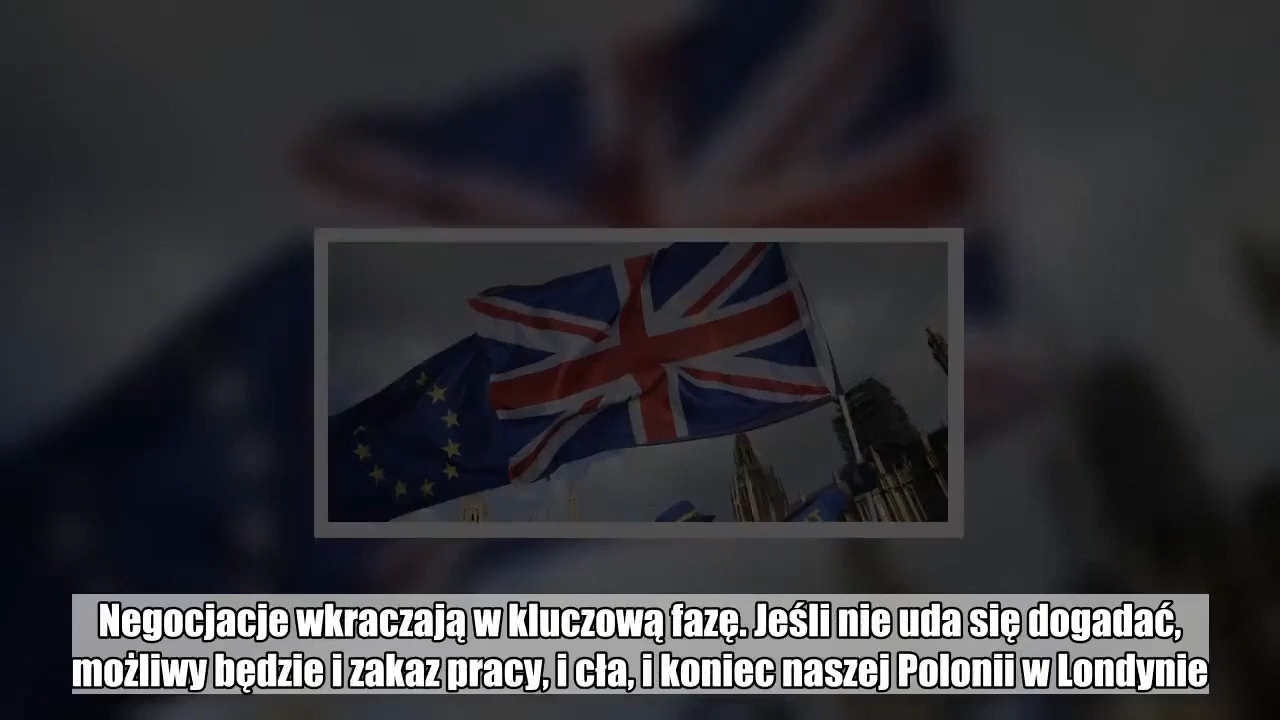 Negocjacje wkraczają w kluczową fazę. Jeśli nie uda się dogadać,
możliwy będzie i zakaz pracy, i cła, i koniec naszej Polonii w Londynie